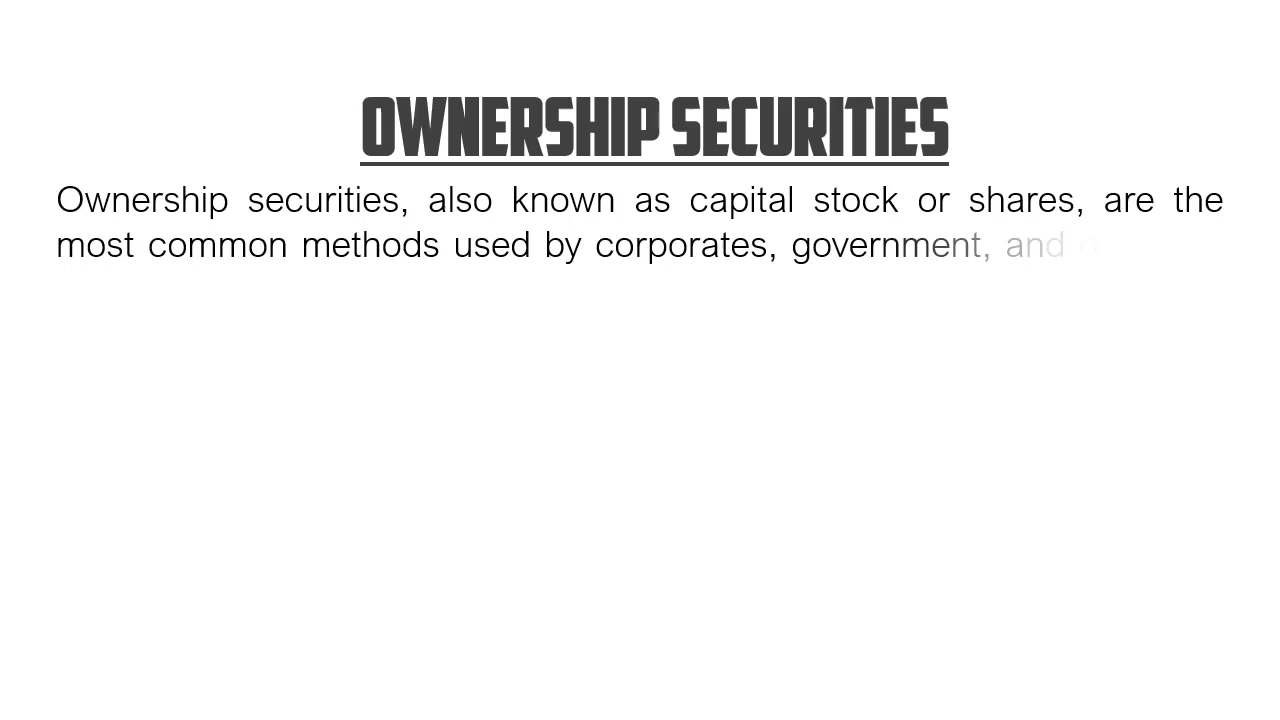 OWNERSHIP SECURITIES
Ownership securities, also known as capital stock or shares, are the
most common methods used by corporates, government, and